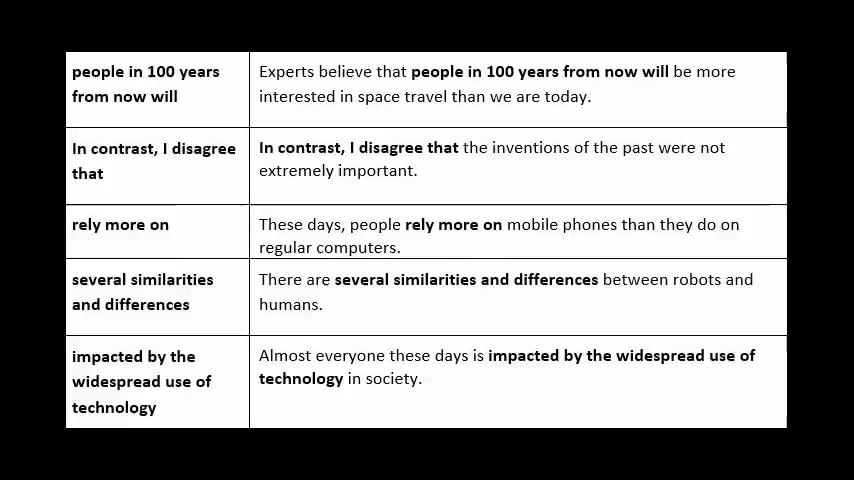 people in 100 years
from now will
Experts believe that people in 100 years from now will be more
interested in space travel than we are today.
In contrast, I disagree
that
In contrast, I disagree that the inventions of the past were not
extremely important.
rely more on
These days, people rely more on mobile phones than they do on
regular computers.
several similarities
and differences
There are several similarities and differences between robots and
humans.
impacted by the
widespread use of
technology
Almost everyone these days is impacted by the widespread use of
technology in society.